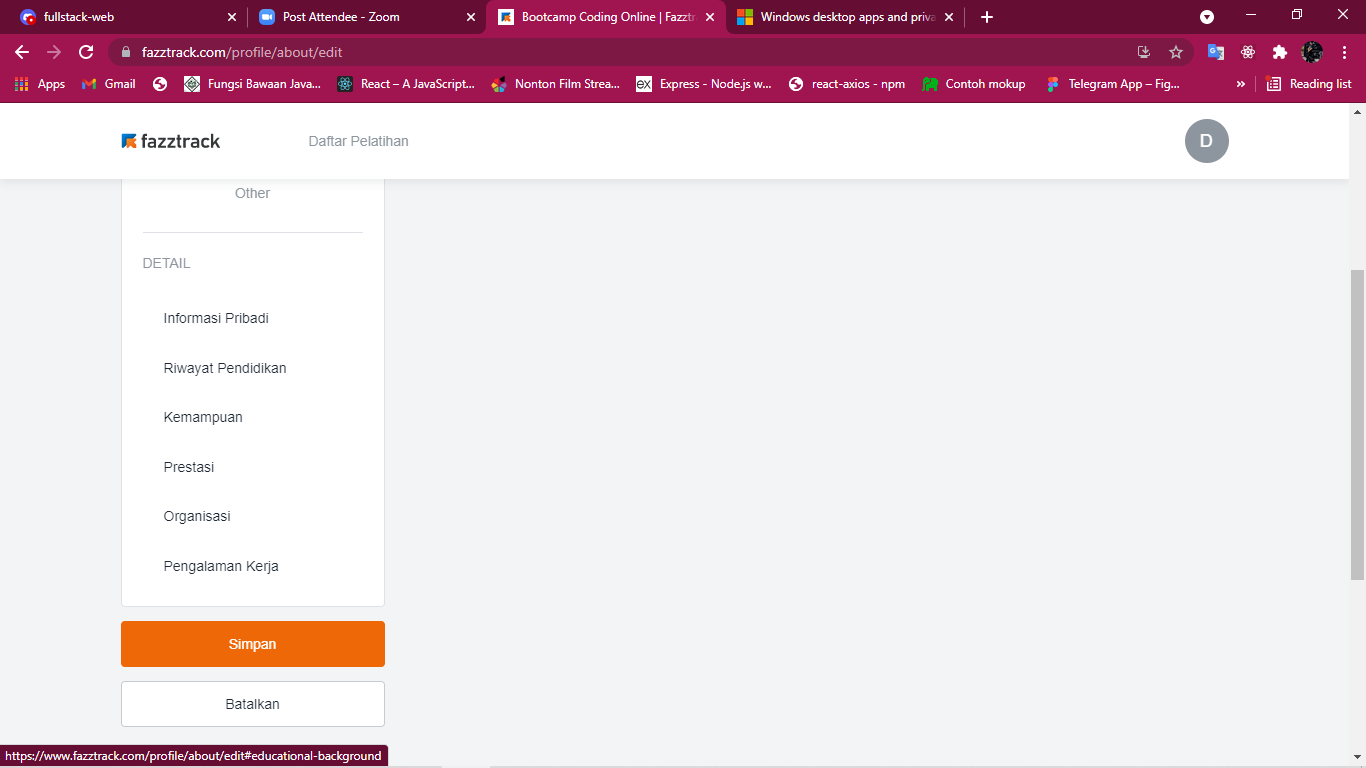 fullstack-web
Post Attendee - Zoom
Bootcamp Coding Online | Fazztr
Windows desktop apps and priva
fazztrack.com/profile/about/edit
Apps
Gmail
Fungsi Bawaan Java...
React – A JavaScript...
Nonton Film Strea...
ex
Express - Node.js w...
react-axios - npm
Contoh mokup
Telegram App – Fig...
»
Reading list
fazztrack
Daftar Pelatihan
D
Other
DETAIL
Informasi Pribadi
Riwayat Pendidikan
Kemampuan
Prestasi
Organisasi
Pengalaman Kerja
Simpan
Batalkan
https://www.fazztrack.com/profile/about/edit#educational-background